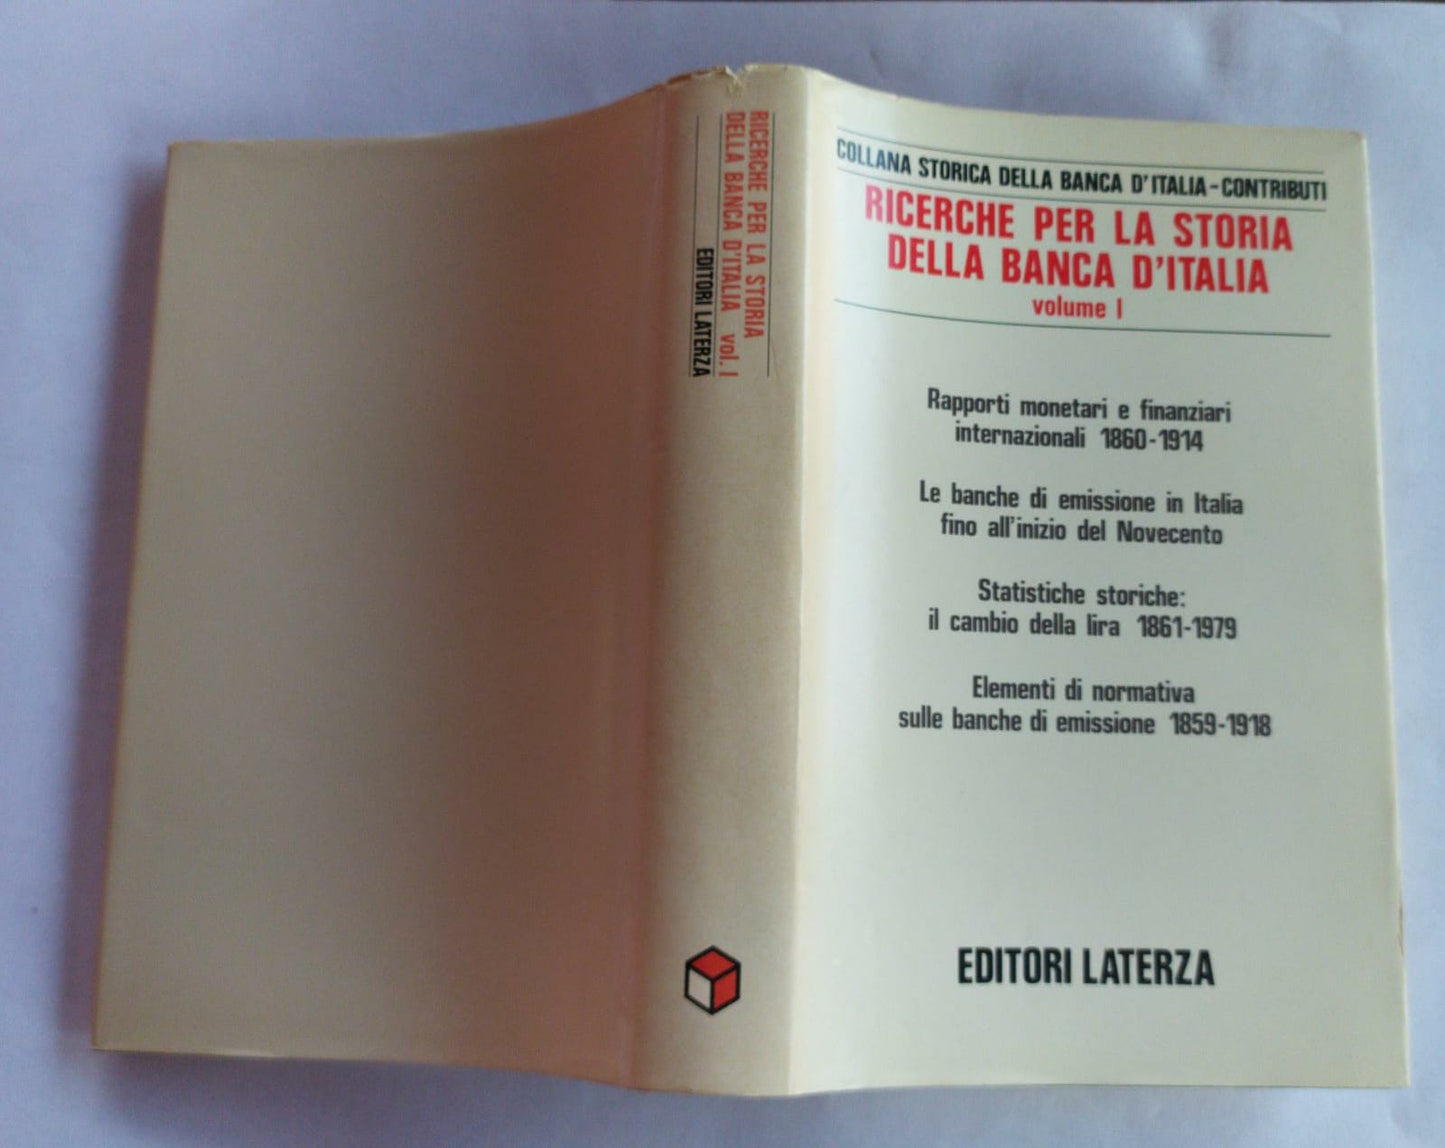 RICERCHE PER LA STORIA
DELLA BANCA D'ITALIA vol. I
EDITORI LATERZA
COLLANA STORICA DELLA BANCA D'ITALIA - CONTRIBUTI
RICERCHE PER LA STORIA
DELLA BANCA D'ITALIA
volume I
Rapporti monetari e finanziari
internazionali 1860-1914
Le banche di emissione in Italia
fino all'inizio del Novecento
Statistiche storiche:
il cambio della lira 1861-1979
Elementi di normativa
sulle banche di emissione 1859-1918
EDITORI LATERZA